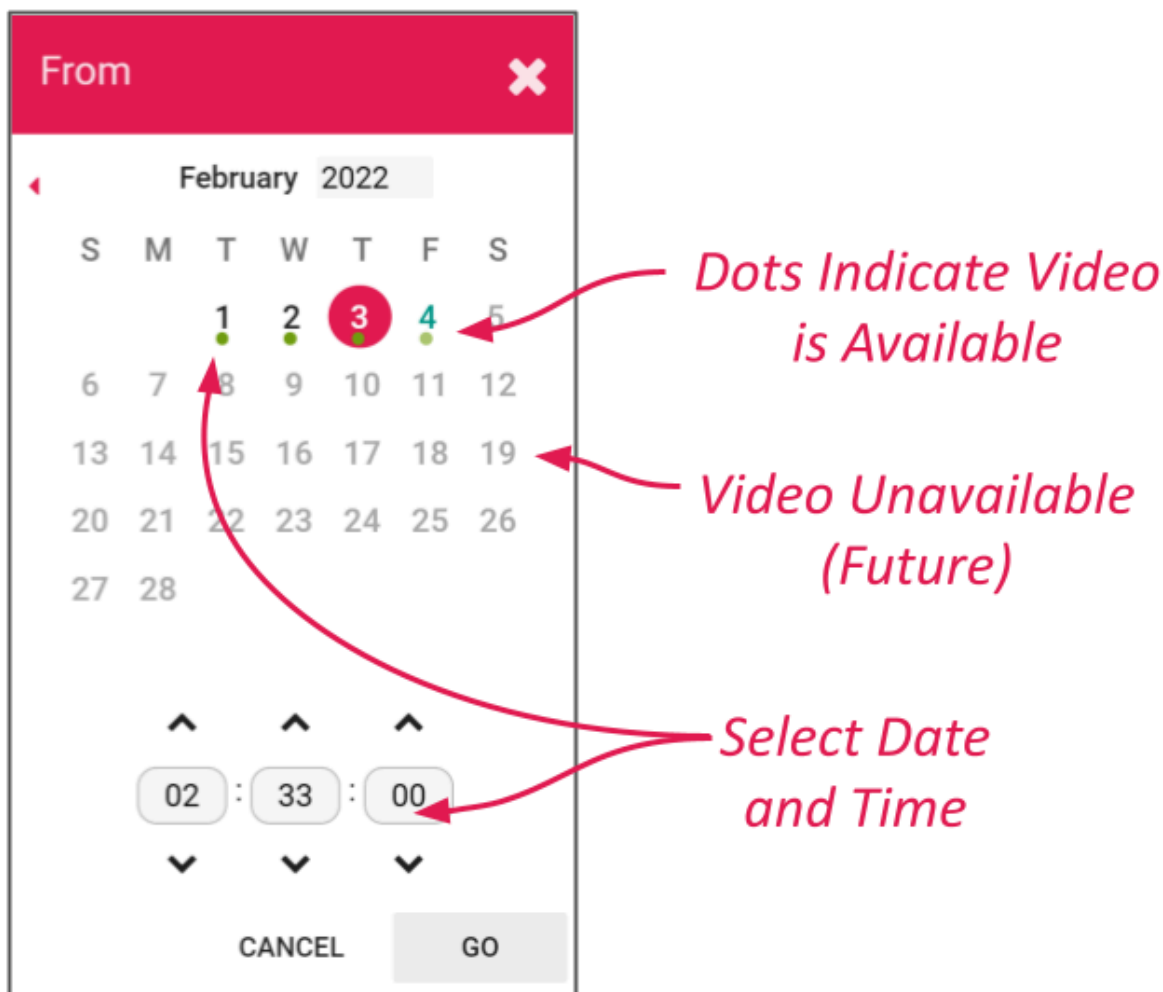 From
February 2022
S M T W T F S
1 2 3 4 5
6 7 8 9 10 11 12
13 14 15 16 17 18 19
20 21 22 23 24 25 26
27 28
02 : 33 : 00
CANCEL GO
Dots Indicate Video
is Available
Video Unavailable
(Future)
Select Date
and Time